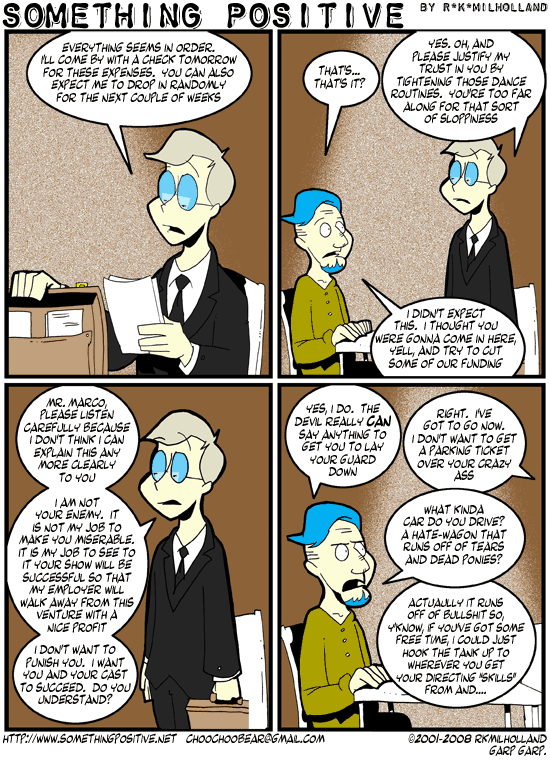 SOMETHING POSITIVE BY R*K*MILHOLLAND
EVERYTHING SEEMS IN ORDER.
I'LL COME BY WITH A CHECK TOMORROW
FOR THESE EXPENSES. YOU CAN ALSO
EXPECT ME TO DROP IN RANDOMLY
FOR THE NEXT COUPLE OF WEEKS
THAT'S...
THAT'S IT?
YES. OH, AND
PLEASE JUSTIFY MY
TRUST IN YOU BY
TIGHTENING THOSE DANCE
ROUTINES. YOU'RE TOO FAR
ALONG FOR THAT SORT
OF SLOPPINESS
I DIDN'T EXPECT
THIS. I THOUGHT YOU
WERE GONNA COME IN HERE,
YELL, AND TRY TO CUT
SOME OF OUR FUNDING
MR. MARCO,
PLEASE LISTEN
CAREFULLY BECAUSE
I DON'T THINK I CAN
EXPLAIN THIS ANY
MORE CLEARLY
TO YOU
I AM NOT
YOUR ENEMY. IT
IS NOT MY JOB TO
MAKE YOU MISERABLE.
IT IS MY JOB TO SEE TO
IT YOUR SHOW WILL BE
SUCCESSFUL SO THAT
MY EMPLOYER WILL
WALK AWAY FROM THIS
VENTURE WITH A
NICE PROFIT
I DON'T WANT TO
PUNISH YOU. I WANT
YOU AND YOUR CAST
TO SUCCEED. DO YOU
UNDERSTAND?
YES, I DO. THE
DEVIL REALLY CAN
SAY ANYTHING TO
GET YOU TO LAY
YOUR GUARD
DOWN
RIGHT. I'VE
GOT TO GO NOW.
I DON'T WANT TO GET
A PARKING TICKET
OVER YOUR CRAZY
ASS
WHAT KINDA
CAR DO YOU DRIVE?
A HATE-WAGON THAT
RUNS OFF OF TEARS
AND DEAD PONIES?
ACTUAALLY IT RUNS
OFF OF BULLSHIT SO,
Y'KNOW, IF YOU'VE GOT SOME
FREE TIME, I COULD JUST
HOOK THE TANK UP TO
WHEREVER YOU GET
YOUR DIRECTING "SKILLS"
FROM AND....
HTTP://WWW.SOMETHINGPOSITIVE.NET CHOOCHOOBEAR@GMAIL.COM ©2001-2008 RKMILHOLLAND
GARP GARP.